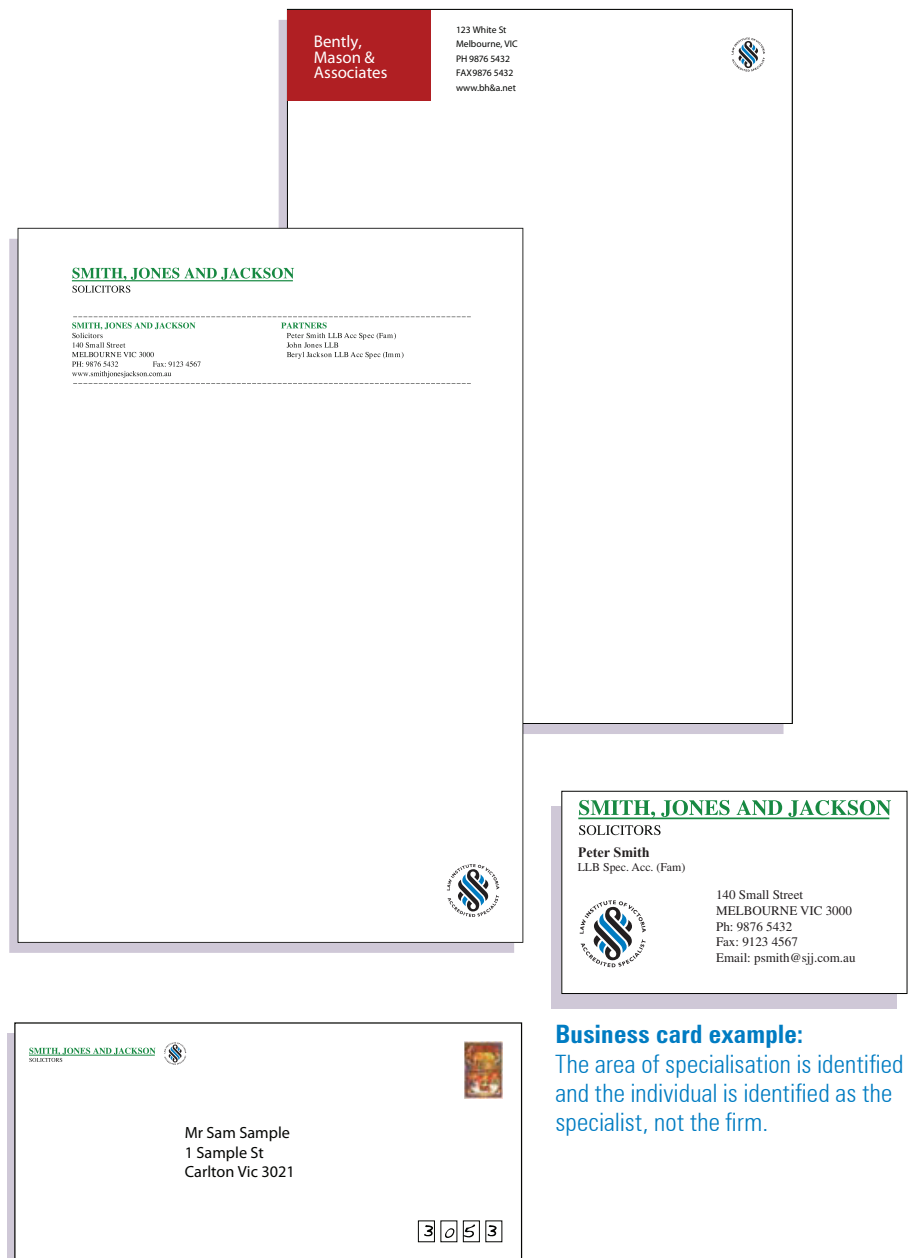 Bently,
Mason &
Associates
123 White St
Melbourne, VIC
PH 9876 5432
FAX9876 5432
www.bh&a.net
LAW INSTITUTE OF VICTORIA
ACCREDITED SPECIALIST
SMITH, JONES AND JACKSON
SOLICITORS
SMITH, JONES AND JACKSON
Solicitors
140 Small Street
MELBOURNE VIC 3000
PH: 9876 5432 Fax: 9123 4567
www.smithjonesjackson.com.au
PARTNERS
Peter Smith LLB Acc Spec (Fam)
John Jones LLB
Beryl Jackson LLB Acc Spec (Imm)
LAW INSTITUTE OF VICTORIA
ACCREDITED SPECIALIST
SMITH, JONES AND JACKSON
SOLICITORS
Peter Smith
LLB Spec. Acc. (Fam)
LAW INSTITUTE OF VICTORIA
ACCREDITED SPECIALIST
140 Small Street
MELBOURNE VIC 3000
Ph: 9876 5432
Fax: 9123 4567
Email: psmith@sjj.com.au
Business card example:
The area of specialisation is identified
and the individual is identified as the
specialist, not the firm.
SMITH, JONES AND JACKSON
SOLICITORS
Mr Sam Sample
1 Sample St
Carlton Vic 3021
3053